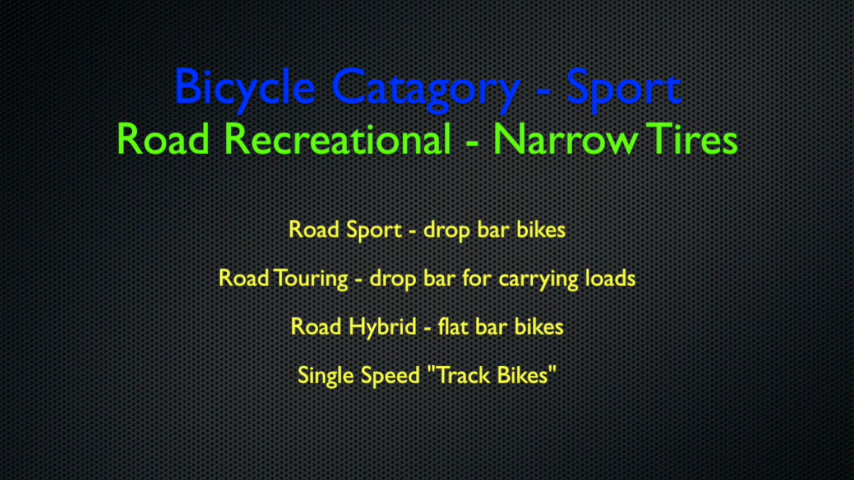 Bicycle Catagory - Sport
Road Recreational - Narrow Tires
Road Sport - drop bar bikes
Road Touring - drop bar for carrying loads
Road Hybrid - flat bar bikes
Single Speed "Track Bikes"